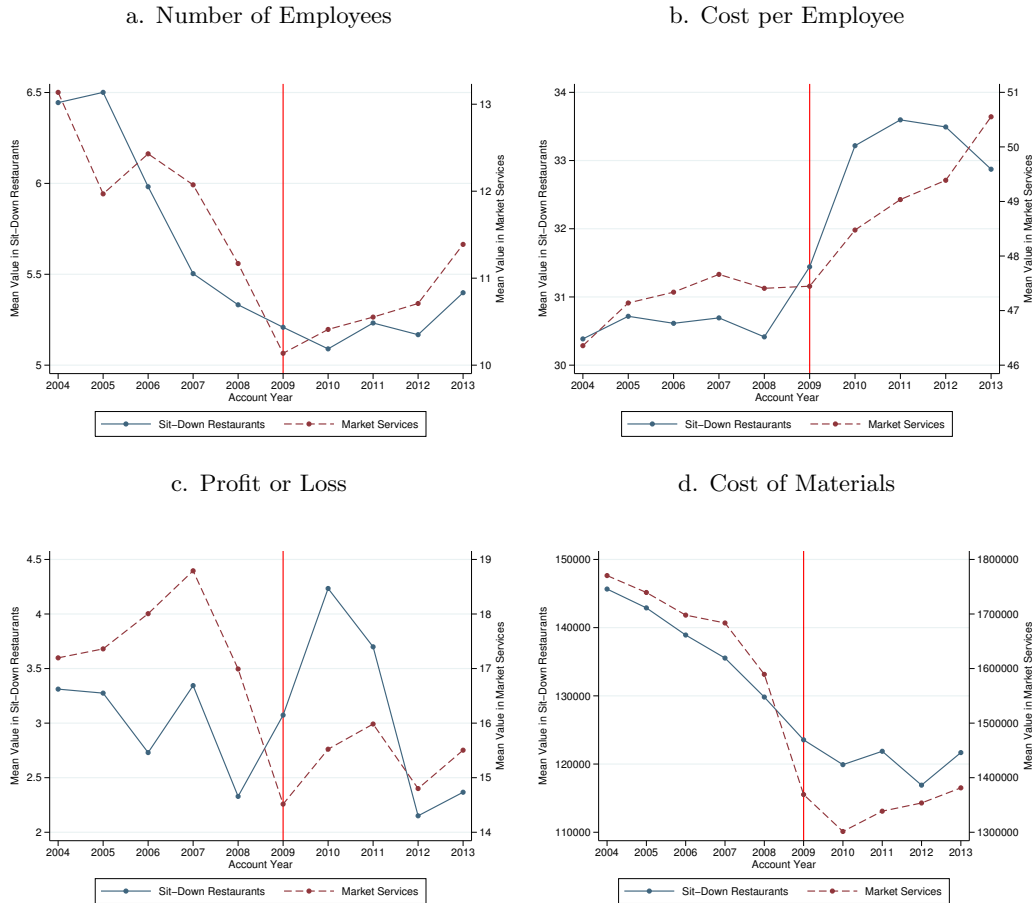 a. Number of Employees
b. Cost per Employee
Mean Value in Sit-Down Restaurants
6.5
6
5.5
5
13
12
11
10
Mean Value in Market Services
2004 2005 2006 2007 2008 2009 2010 2011 2012 2013
Account Year
Sit-Down Restaurants Market Services
Mean Value in Sit-Down Restaurants
34
33
32
31
30
51
50
49
48
47
46
Mean Value in Market Services
2004 2005 2006 2007 2008 2009 2010 2011 2012 2013
Account Year
Sit-Down Restaurants Market Services
c. Profit or Loss
d. Cost of Materials
Mean Value in Sit-Down Restaurants
4.5
4
3.5
3
2.5
2
19
18
17
16
15
14
Mean Value in Market Services
2004 2005 2006 2007 2008 2009 2010 2011 2012 2013
Account Year
Sit-Down Restaurants Market Services
Mean Value in Sit-Down Restaurants
150000
140000
130000
120000
110000
1800000
1700000
1600000
1500000
1400000
1300000
Mean Value in Market Services
2004 2005 2006 2007 2008 2009 2010 2011 2012 2013
Account Year
Sit-Down Restaurants Market Services